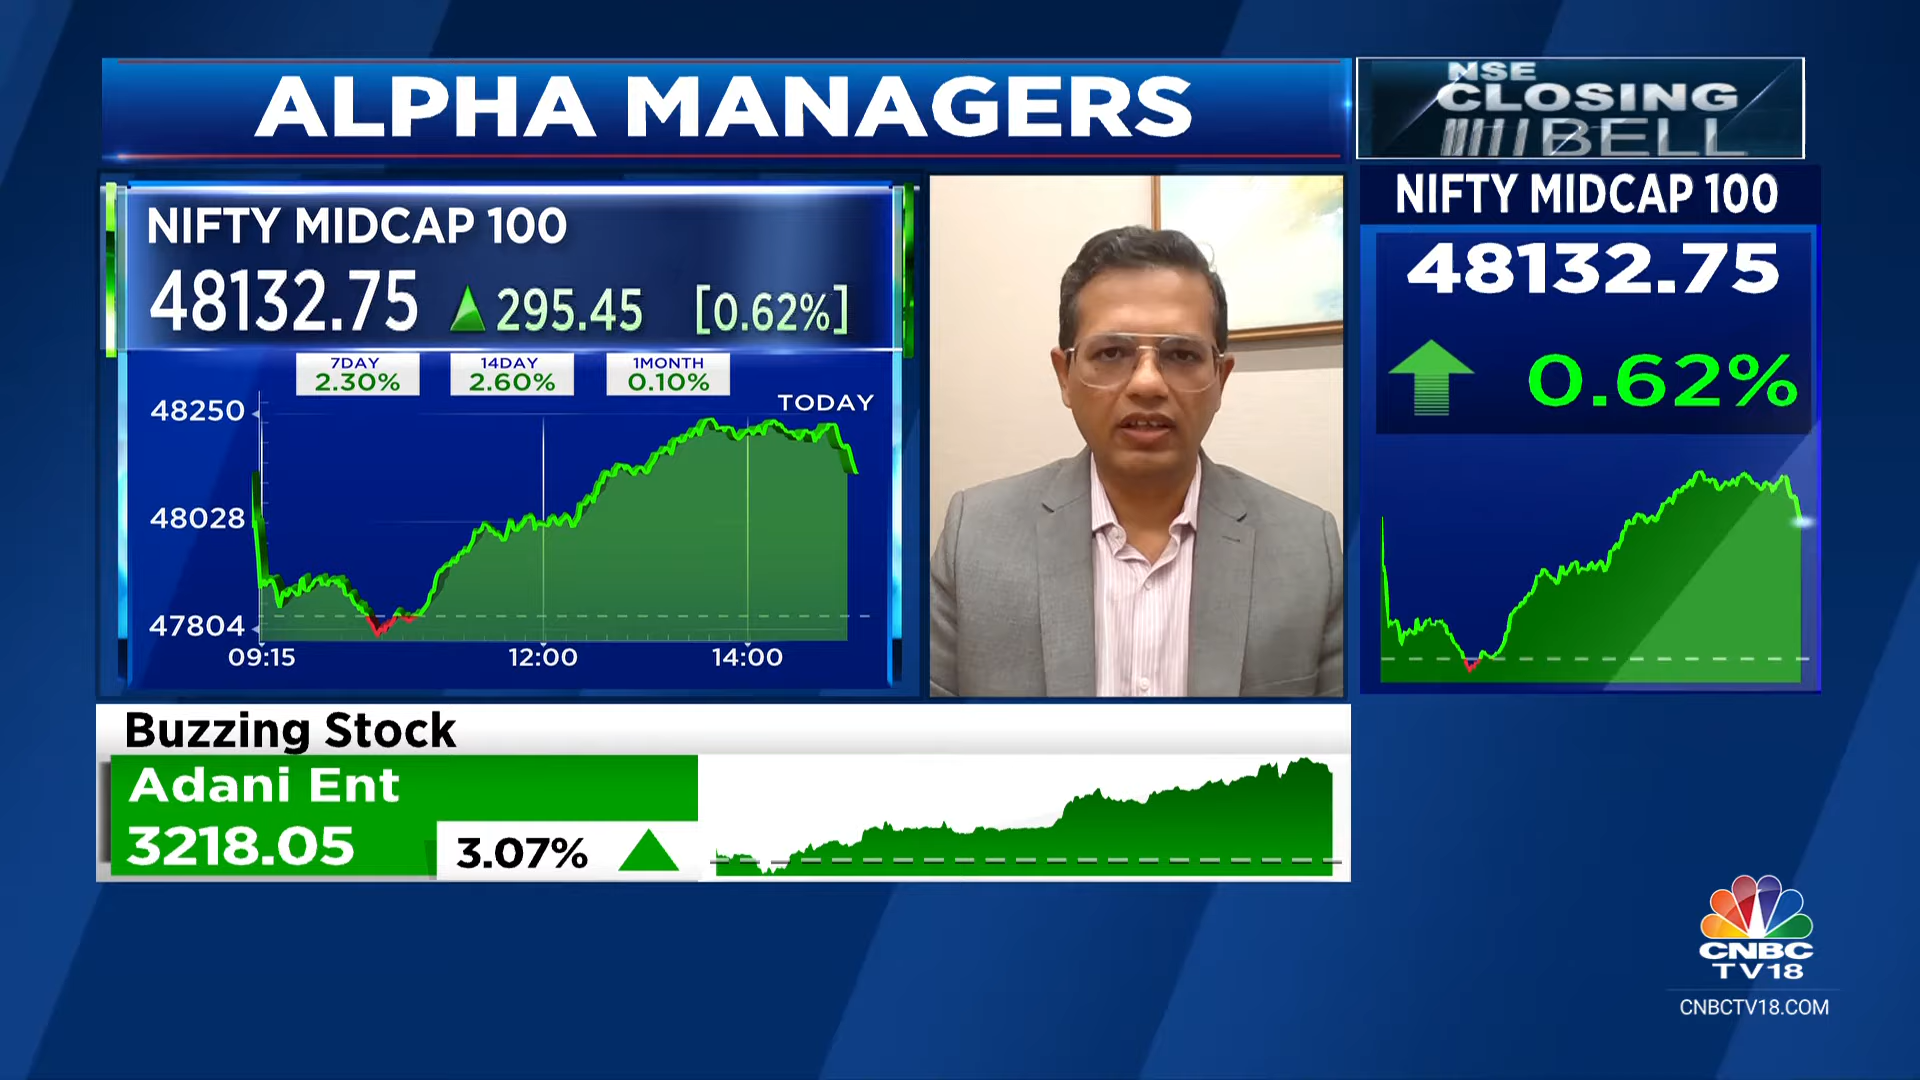 ALPHA MANAGERS
NSE
CLOSING
BELL
NIFTY MIDCAP 100
48132.75 295.45 [0.62%]
7DAY
2.30%
14DAY
2.60%
1MONTH
0.10%
TODAY
48250
48028
47804
09:15 12:00 14:00
NIFTY MIDCAP 100
48132.75
0.62%
Buzzing Stock
Adani Ent
3218.05
3.07%
CNBC
TV18
CNBCTV18.COM